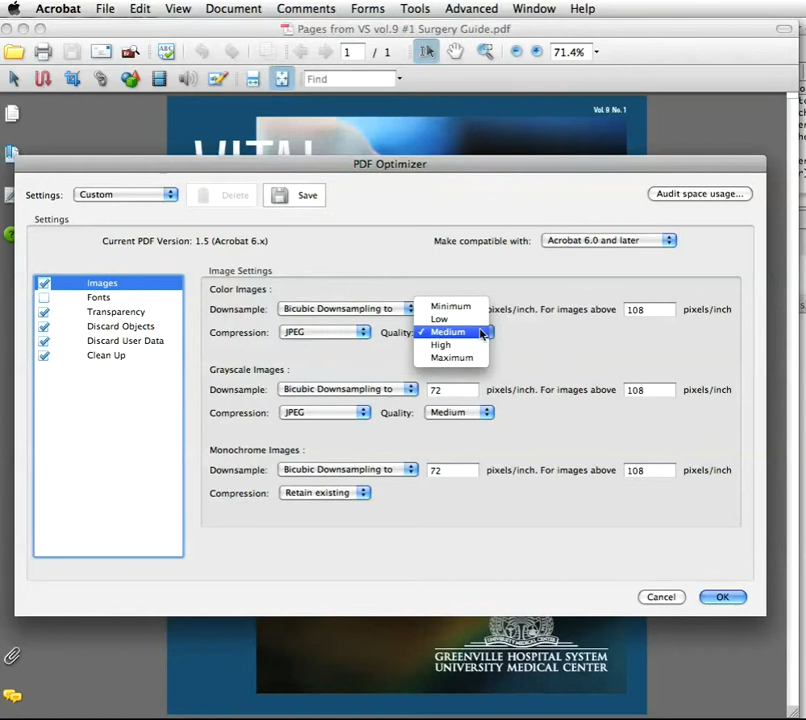 Acrobat File Edit View Documents Comments Forms Tools Advanced Window Help
Pages from VS vol.9 #1 Surgery Guide.pdf
1 / 1 71.4%
Find
Vol. 9 No. 1
VITAL
PDF Optimizer
Settings: Custom Delete Save Audit space usage...
Settings
Current PDF Version: 1.5 (Acrobat 6.x) Make compatible with: Acrobat 6.0 and later
Images
Fonts
Transparency
Discard Objects
Discard User Data
Clean Up
Image Settings
Color Images :
Downsample: Bicubic Downsampling to pixels/inch. For images above 108 pixels/inch
Compression: JPEG Quality:
Minimum
Low
✓ Medium
High
Maximum
Grayscale Images :
Downsample: Bicubic Downsampling to 72 pixels/inch. For images above 108 pixels/inch
Compression: JPEG Quality: Medium
Monochrome Images :
Downsample: Bicubic Downsampling to 72 pixels/inch. For images above 108 pixels/inch
Compression: Retain existing
Cancel OK
GREENVILLE HOSPITAL SYSTEM
UNIVERSITY MEDICAL CENTER